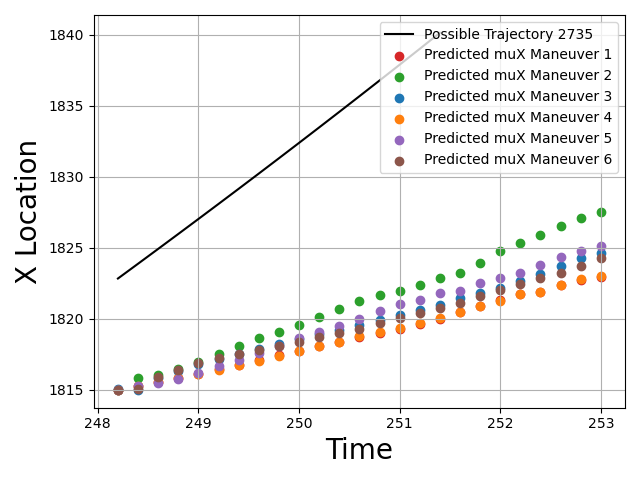 1840
1835
1830
1825
1820
1815
X Location
248
249
250
251
252
253
Time
Possible Trajectory 2735
Predicted muX Maneuver 1
Predicted muX Maneuver 2
Predicted muX Maneuver 3
Predicted muX Maneuver 4
Predicted muX Maneuver 5
Predicted muX Maneuver 6